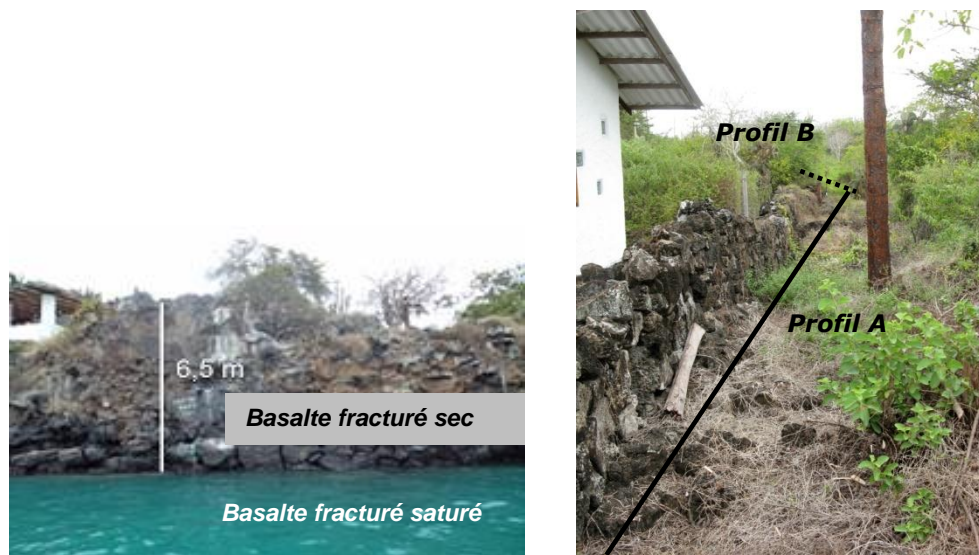 6,5 m
Basalte fracturé sec
Basalte fracturé saturé
Profil B
Profil A